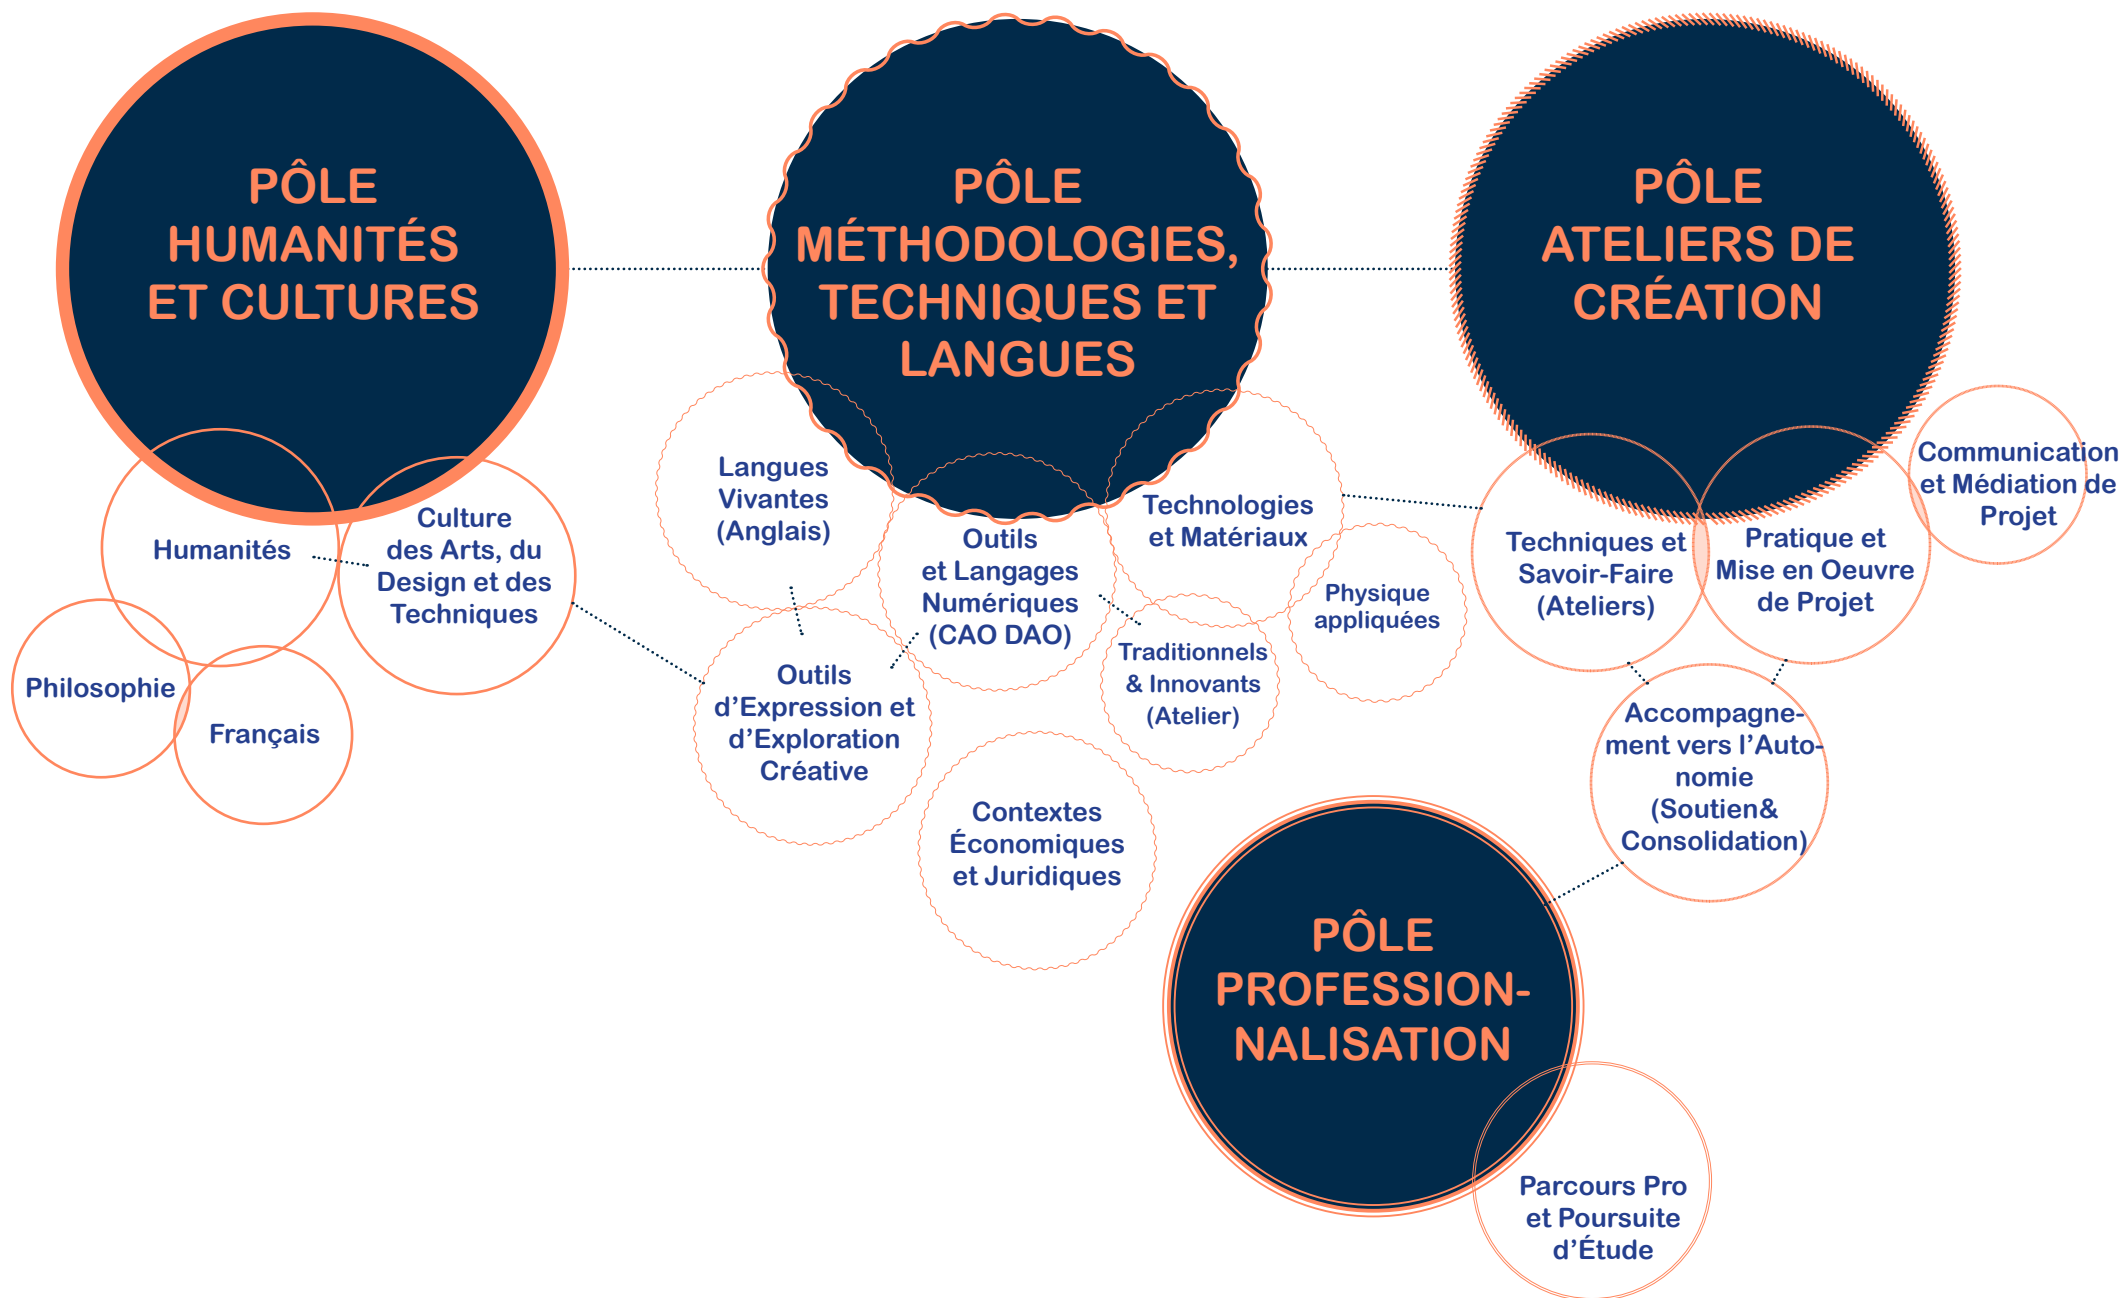 PÔLE
HUMANITÉS
ET CULTURES
Humanités
Culture
des Arts, du
Design et des
Techniques
Philosophie
Français
PÔLE
MÉTHODOLOGIES,
TECHNIQUES ET
LANGUES
Langues
Vivantes
(Anglais)
Outils
et Langages
Numériques
(CAO DAO)
Technologies
et Matériaux
Physique
appliquées
Traditionnels
& Innovants
(Atelier)
Outils
d'Expression et
d'Exploration
Créative
Contextes
Économiques
et Juridiques
PÔLE
ATELIERS DE
CRÉATION
Techniques et
Savoir-Faire
(Ateliers)
Pratique et
Mise en Oeuvre
de Projet
Communication
et Médiation de
Projet
Accompagne-
ment vers l'Auto-
nomie
(Soutien&
Consolidation)
PÔLE
PROFESSION-
NALISATION
Parcours Pro
et Poursuite
d'Étude